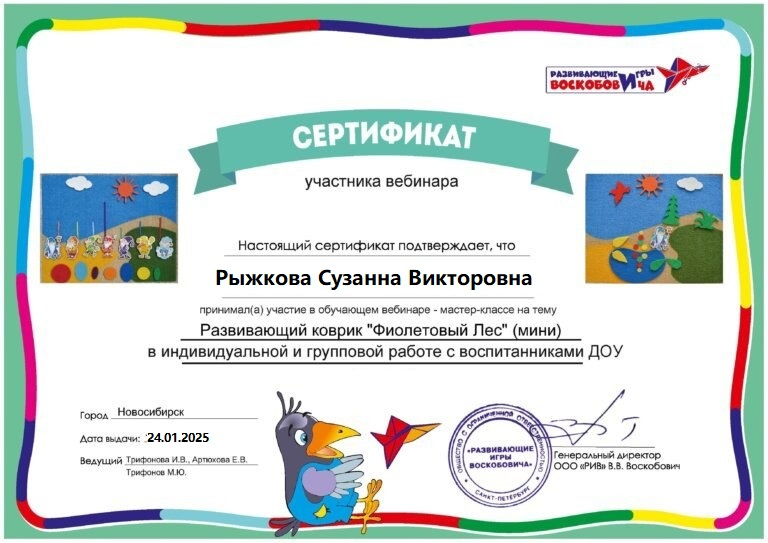 РАЗВИВАЮЩИЕ ИГРЫ
ВОСКОБОВИЧА
СЕРТИФИКАТ
участника вебинара
Настоящий сертификат подтверждает, что
Рыжкова Сузанна Викторовна
принимал(а) участие в обучающем вебинаре - мастер-классе на тему
Развивающий коврик "Фиолетовый Лес" (мини)
в индивидуальной и групповой работе с воспитанниками ДОУ
Город Новосибирск
Дата выдачи: 24.01.2025
Ведущий Трифонова И.В., Артюхова Е.В.
Трифонов М.Ю.
ОБЩЕСТВО С ОГРАНИЧЕННОЙ ОТВЕТСТВЕННОСТЬЮ
«РАЗВИВАЮЩИЕ
ИГРЫ
ВОСКОБОВИЧА»
САНКТ-ПЕТЕРБУРГ
Генеральный директор
ООО «РИВ» В.В. Воскобович